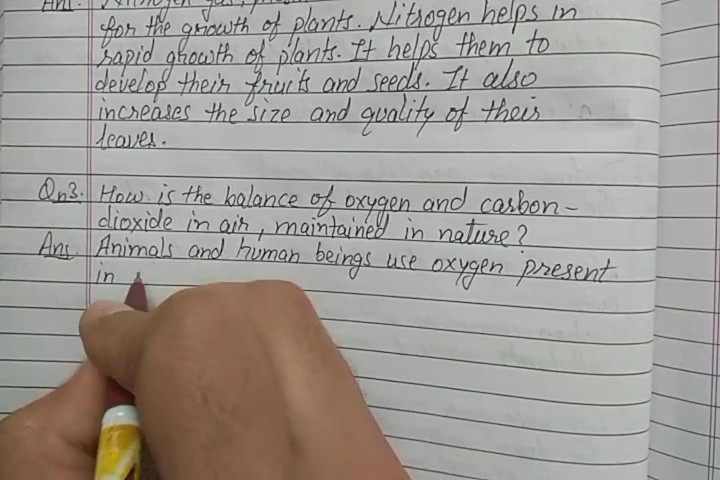 for the growth of plants. Nitrogen helps in
rapid growth of plants. It helps them to
develop their fruits and seeds. It also
increases the size and quality of their
leaves.
Qn3. How is the balance of oxygen and carbon-
dioxide in air, maintained in nature?
Ans. Animals and human beings use oxygen present
in